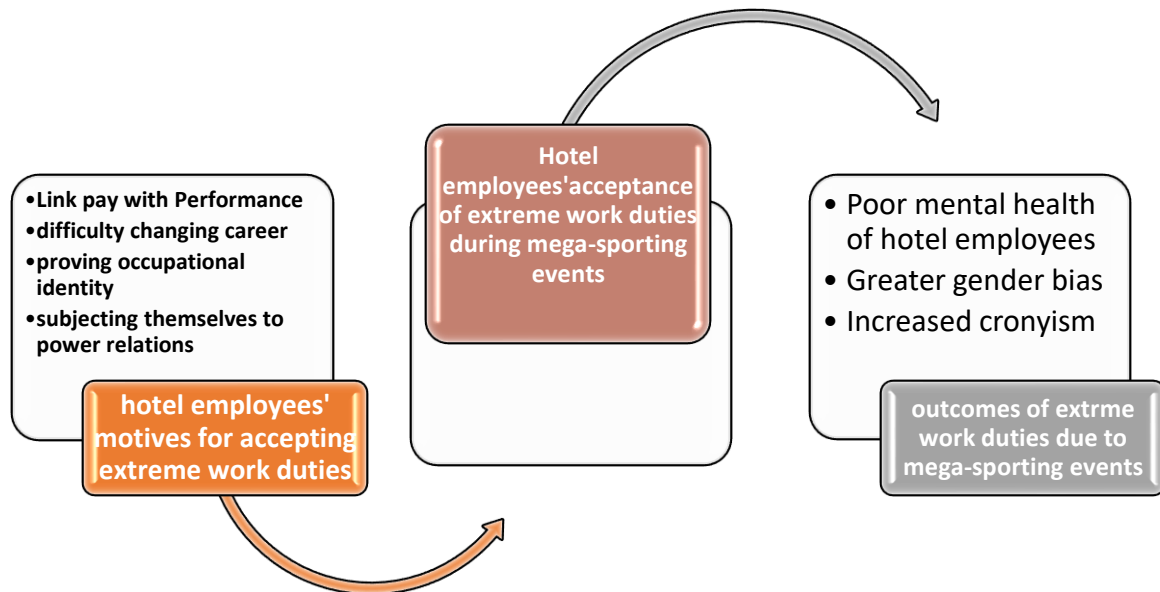 •Link pay with Performance
•difficulty changing career
•proving occupational
identity
•subjecting themselves to
power relations
hotel employees'
motives for accepting
extreme work duties
Hotel
employees'acceptance
of extreme work duties
during mega-sporting
events
• Poor mental health
of hotel employees
• Greater gender bias
• Increased cronyism
outcomes of extrme
work duties due to
mega-sporting events